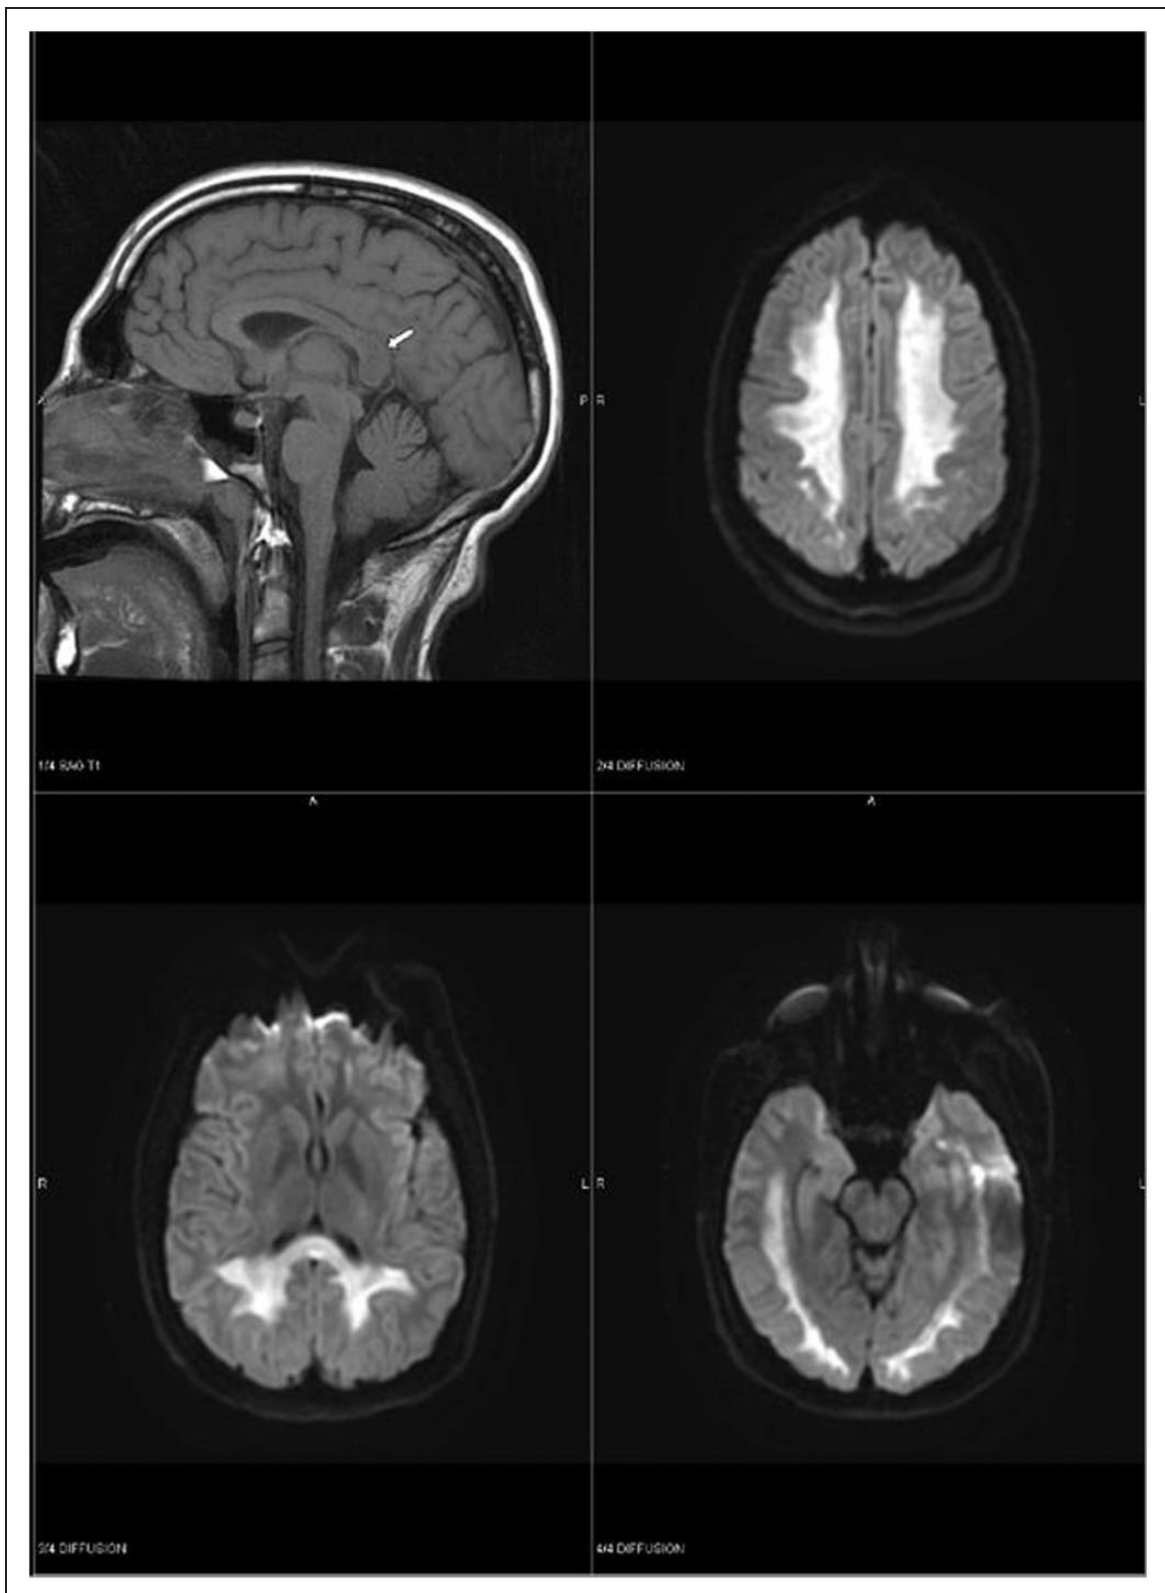 A
P R
L
1/4 SAG T1
2/4 DIFFUSION
A
A
R
L R
L
3/4 DIFFUSION
4/4 DIFFUSION